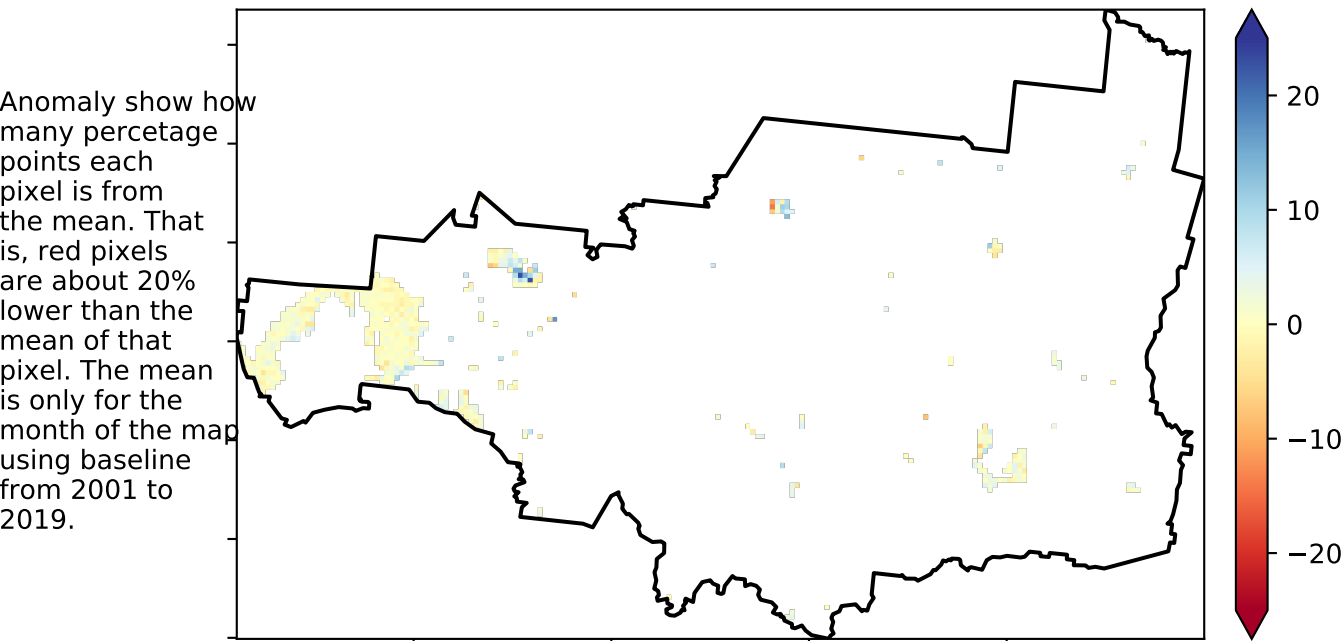 Anomaly show how
many percetage
points each
pixel is from
the mean. That
is, red pixels
are about 20%
lower than the
mean of that
pixel. The mean
is only for the
month of the map
using baseline
from 2001 to
2019.
20
10
0
−10
−20